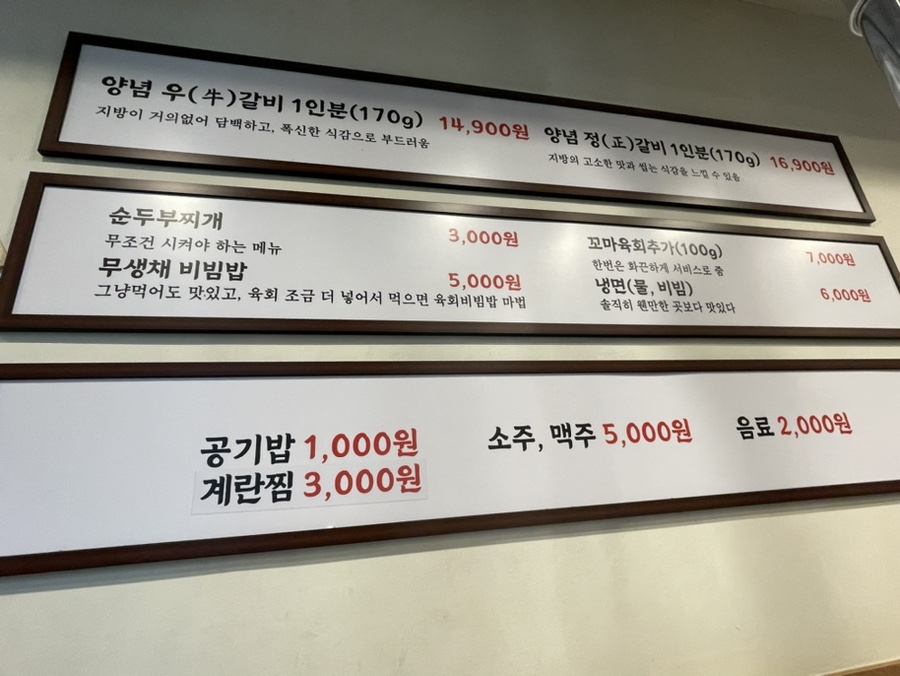 양념 우(牛)갈비 1인분(170g) 14,900원
지방이 거의없어 담백하고, 폭신한 식감으로 부드러움
양념 정(正)갈비 1인분(170g) 16,900원
지방의 고소한 맛과 씹는 식감을 느낄 수 있음
순두부찌개 3,000원
무조건 시켜야 하는 메뉴
무생채 비빔밥 5,000원
그냥먹어도 맛있고, 육회 조금 더 넣어서 먹으면 육회비빔밥 마법
꼬마육회추가(100g) 7,000원
한번은 화끈하게 서비스로 줌
냉면(물, 비빔) 6,000원
솔직히 웬만한 곳보다 맛있다
공기밥 1,000원
계란찜 3,000원
소주, 맥주 5,000원
음료 2,000원